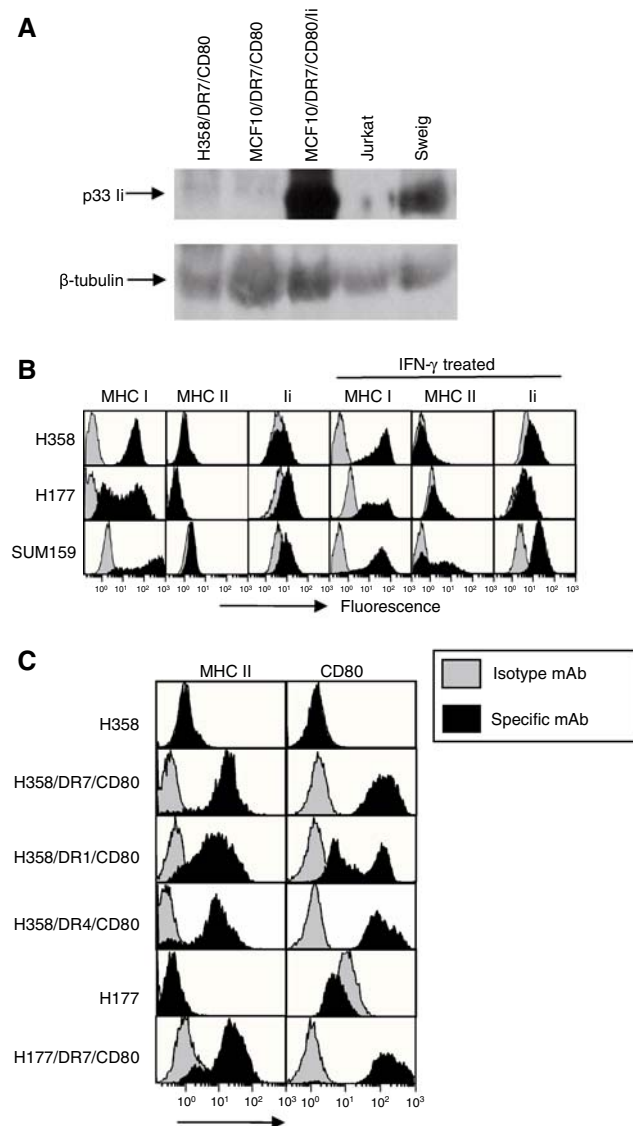 A
H358/DR7/CD80
MCF10/DR7/CD80
MCF10/DR7/CD80/Ii
Jurkat
Sweig
p33 Ii
β-tubulin
B
IFN-γ treated
MHC I MHC II Ii MHC I MHC II Ii
H358
H177
SUM159
10⁰ 10¹ 10² 10³ 10⁰ 10¹ 10² 10³ 10⁰ 10¹ 10² 10³ 10⁰ 10¹ 10² 10³ 10⁰ 10¹ 10² 10³ 10⁰ 10¹ 10² 10³
Fluorescence
C
MHC II CD80
Isotype mAb
Specific mAb
H358
H358/DR7/CD80
H358/DR1/CD80
H358/DR4/CD80
H177
H177/DR7/CD80
10⁰ 10¹ 10² 10³ 10⁰ 10¹ 10² 10³